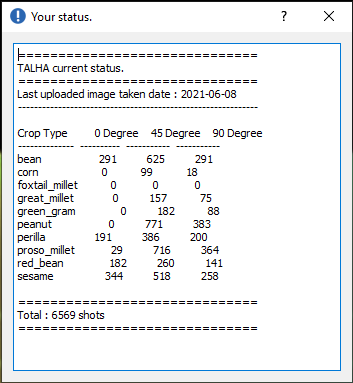 Your status.
==============================
TALHA current status.
==============================
Last uploaded image taken date : 2021-06-08
------------------------------------------------
Crop Type 0 Degree 45 Degree 90 Degree
-------------- ----------- ----------- -----------
bean 291 625 291
corn 0 99 18
foxtail_millet 0 0 0
great_millet 0 157 75
green_gram 0 182 88
peanut 0 771 383
perilla 191 386 200
proso_millet 29 716 364
red_bean 182 260 141
sesame 344 518 258
==============================
Total : 6569 shots
==============================